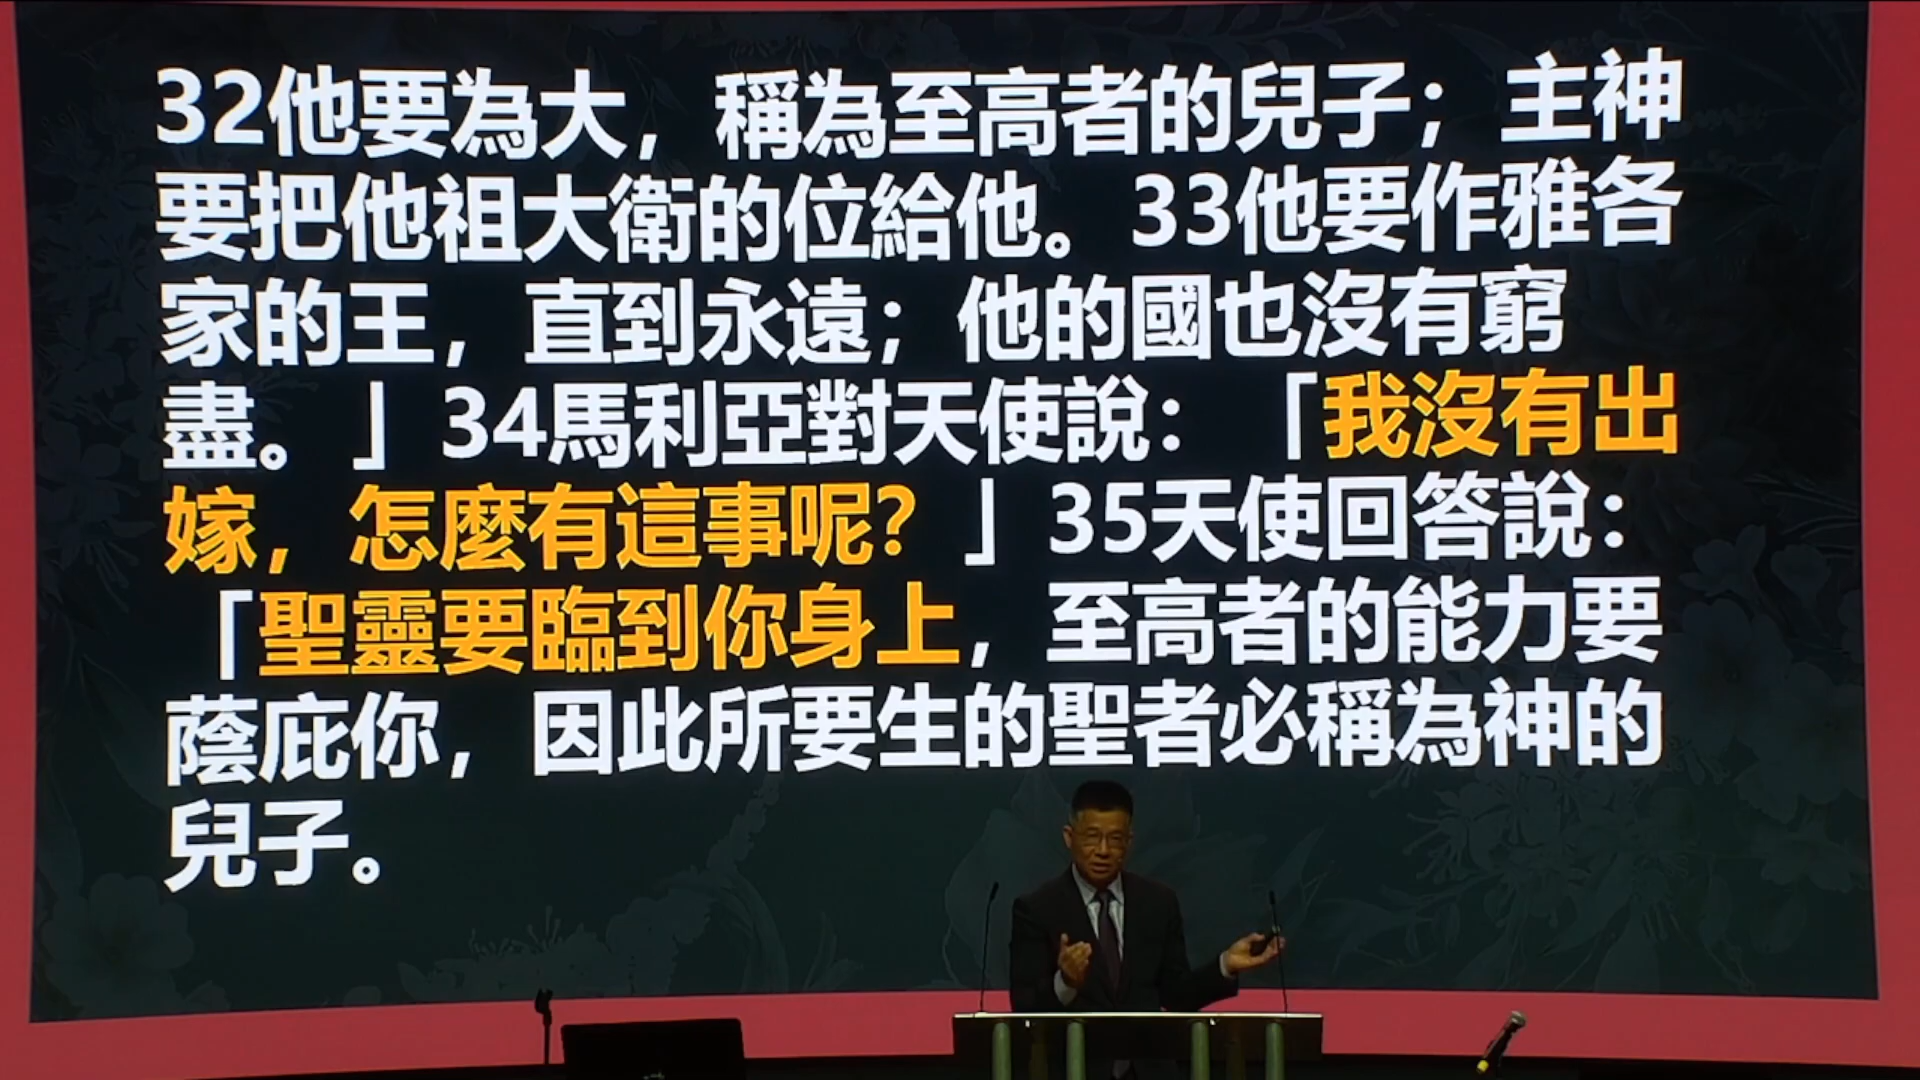 32他要為大，稱為至高者的兒子；主神
要把他祖大衛的位給他。33他要作雅各
家的王，直到永遠；他的國也沒有窮
盡。」34馬利亞對天使說：「我沒有出
嫁，怎麼有這事呢？」35天使回答說：
「聖靈要臨到你身上，至高者的能力要
蔭庇你，因此所要生的聖者必稱為神的
兒子。